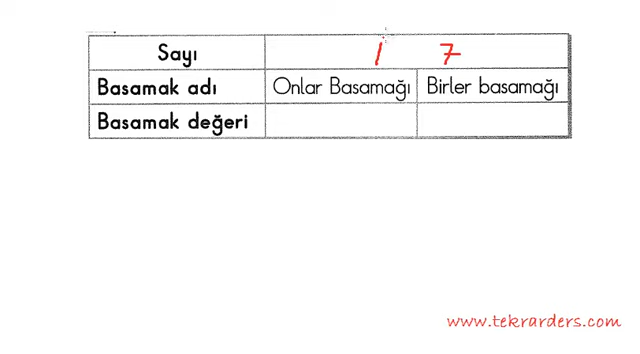 Sayı 1 7
Basamak adı Onlar Basamağı Birler basamağı
Basamak değeri
www.tekrarders.com